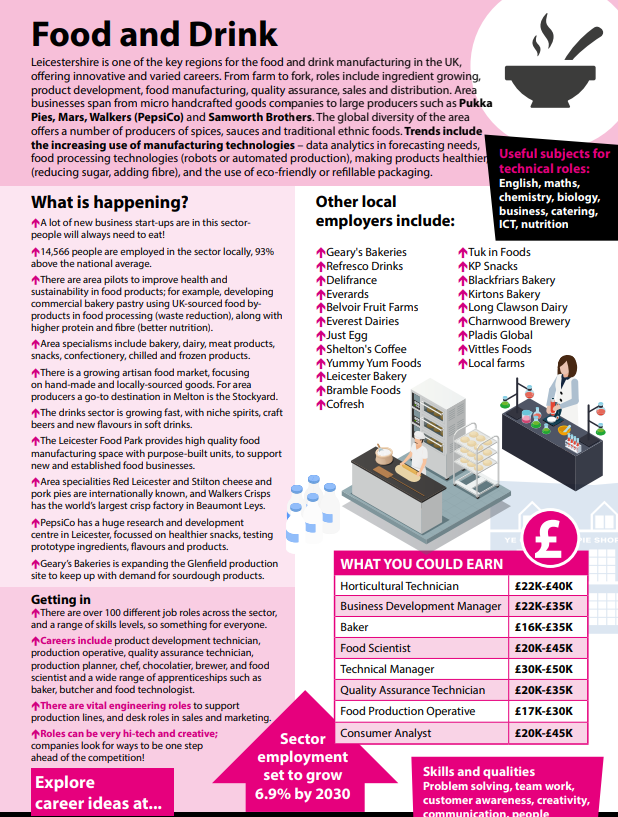 Food and Drink
Leicestershire is one of the key regions for the food and drink manufacturing in the UK,
offering innovative and varied careers. From farm to fork, roles include ingredient growing,
product development, food manufacturing, quality assurance, sales and distribution. Area
businesses span from micro handcrafted goods companies to large producers such as Pukka
Pies, Mars, Walkers (PepsiCo) and Samworth Brothers. The global diversity of the area
offers a number of producers of spices, sauces and traditional ethnic foods. Trends include
the increasing use of manufacturing technologies – data analytics in forecasting needs,
food processing technologies (robots or automated production), making products healthier
(reducing sugar, adding fibre), and the use of eco-friendly or refillable packaging.
Useful subjects for
technical roles:
English, maths,
chemistry, biology,
business, catering,
ICT, nutrition
What is happening?
A lot of new business start-ups are in this sector-
people will always need to eat!
14,566 people are employed in the sector locally, 93%
above the national average.
There are area pilots to improve health and
sustainability in food products; for example, developing
commercial bakery pastry using UK-sourced food by-
products in food processing (waste reduction), along with
higher protein and fibre (better nutrition).
Area specialisms include bakery, dairy, meat products,
snacks, confectionery, chilled and frozen products.
There is a growing artisan food market, focusing
on hand-made and locally-sourced goods. For area
producers a go-to destination in Melton is the Stockyard.
The drinks sector is growing fast, with niche spirits, craft
beers and new flavours in soft drinks.
The Leicester Food Park provides high quality food
manufacturing space with purpose-built units, to support
new and established food businesses.
Area specialities Red Leicester and Stilton cheese and
pork pies are internationally known, and Walkers Crisps
has the world's largest crisp factory in Beaumont Leys.
PepsiCo has a huge research and development
centre in Leicester, focussed on healthier snacks, testing
prototype ingredients, flavours and products.
Geary's Bakeries is expanding the Glenfield production
site to keep up with demand for sourdough products.
Getting in
There are over 100 different job roles across the sector,
and a range of skills levels, so something for everyone.
Careers include product development technician,
production operative, quality assurance technician,
production planner, chef, chocolatier, brewer, and food
scientist and a wide range of apprenticeships such as
baker, butcher and food technologist.
There are vital engineering roles to support
production lines, and desk roles in sales and marketing.
Roles can be very hi-tech and creative;
companies look for ways to be one step
ahead of the competition!
Explore
career ideas at...
Other local
employers include:
Geary's Bakeries
Refresco Drinks
Delifrance
Everards
Belvoir Fruit Farms
Everest Dairies
Just Egg
Shelton's Coffee
Yummy Yum Foods
Leicester Bakery
Bramble Foods
Cofresh
Tuk in Foods
KP Snacks
Blackfriars Bakery
Kirtons Bakery
Long Clawson Dairy
Charnwood Brewery
Pladis Global
Vittles Foods
Local farms
PIE SHOP
£
WHAT YOU COULD EARN
Horticultural Technician £22K-£40K
Business Development Manager £22K-£35K
Baker £16K-£35K
Food Scientist £20K-£45K
Technical Manager £30K-£50K
Quality Assurance Technician £20K-£35K
Food Production Operative £17K-£30K
Consumer Analyst £20K-£45K
Sector
employment
set to grow
6.9% by 2030
Skills and qualities
Problem solving, team work,
customer awareness, creativity,
communication, people